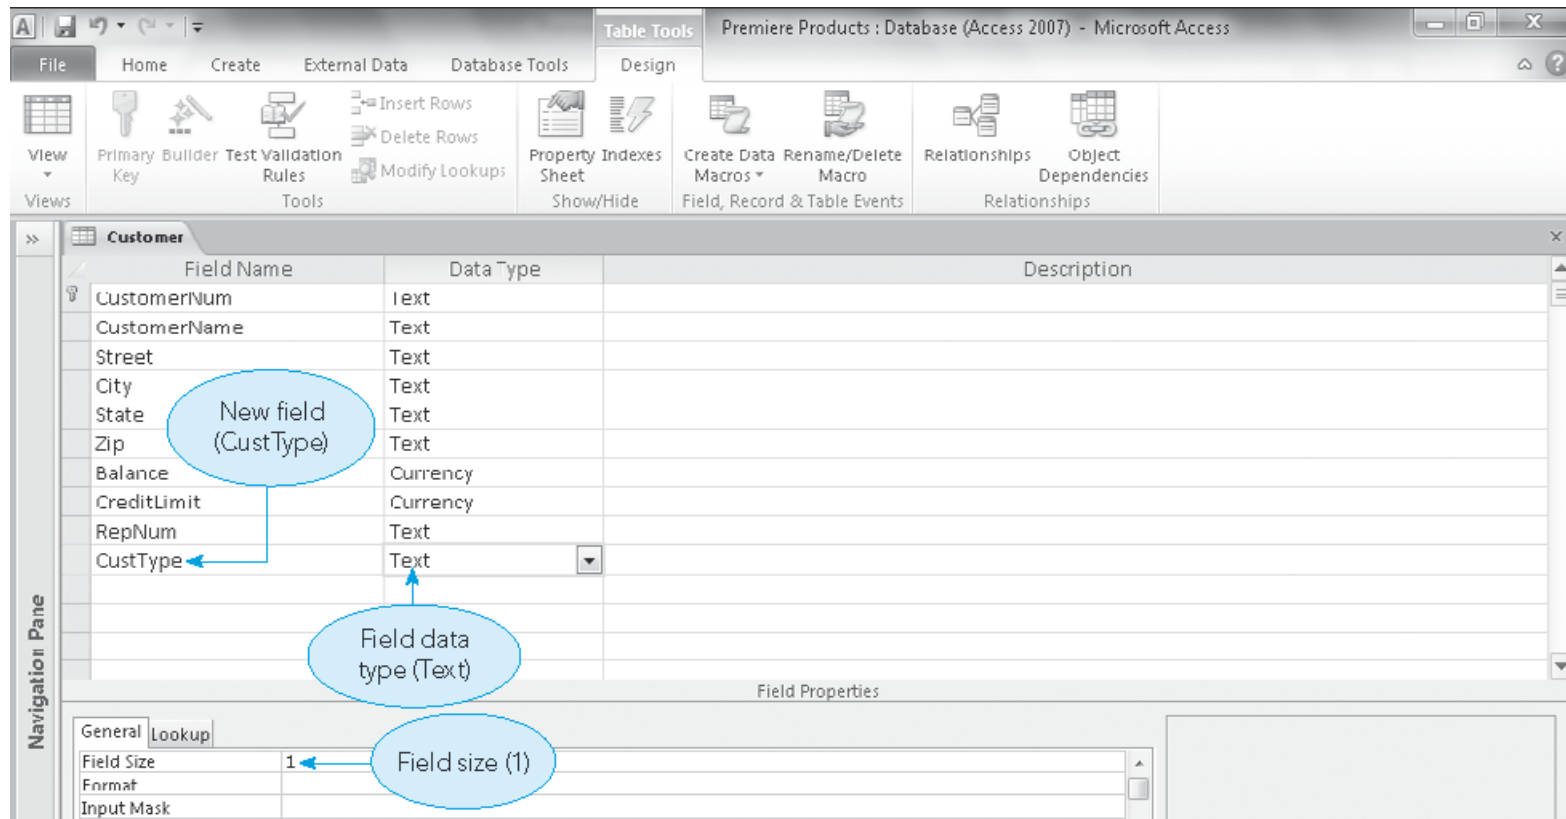 Table Tools
Premiere Products : Database (Access 2007) - Microsoft Access
File Home Create External Data Database Tools Design
View
Primary Key
Builder
Test Validation Rules
Insert Rows
Delete Rows
Modify Lookups
Property Sheet
Indexes
Create Data Macros
Rename/Delete Macro
Relationships
Object Dependencies
Views Tools Show/Hide Field, Record & Table Events Relationships
Customer
Field Name Data Type Description
CustomerNum Text
CustomerName Text
Street Text
City Text
State Text
Zip Text
Balance Currency
CreditLimit Currency
RepNum Text
CustType Text
New field
(CustType)
Field data
type (Text)
Navigation Pane
Field Properties
General Lookup
Field Size 1
Field size (1)
Format
Input Mask